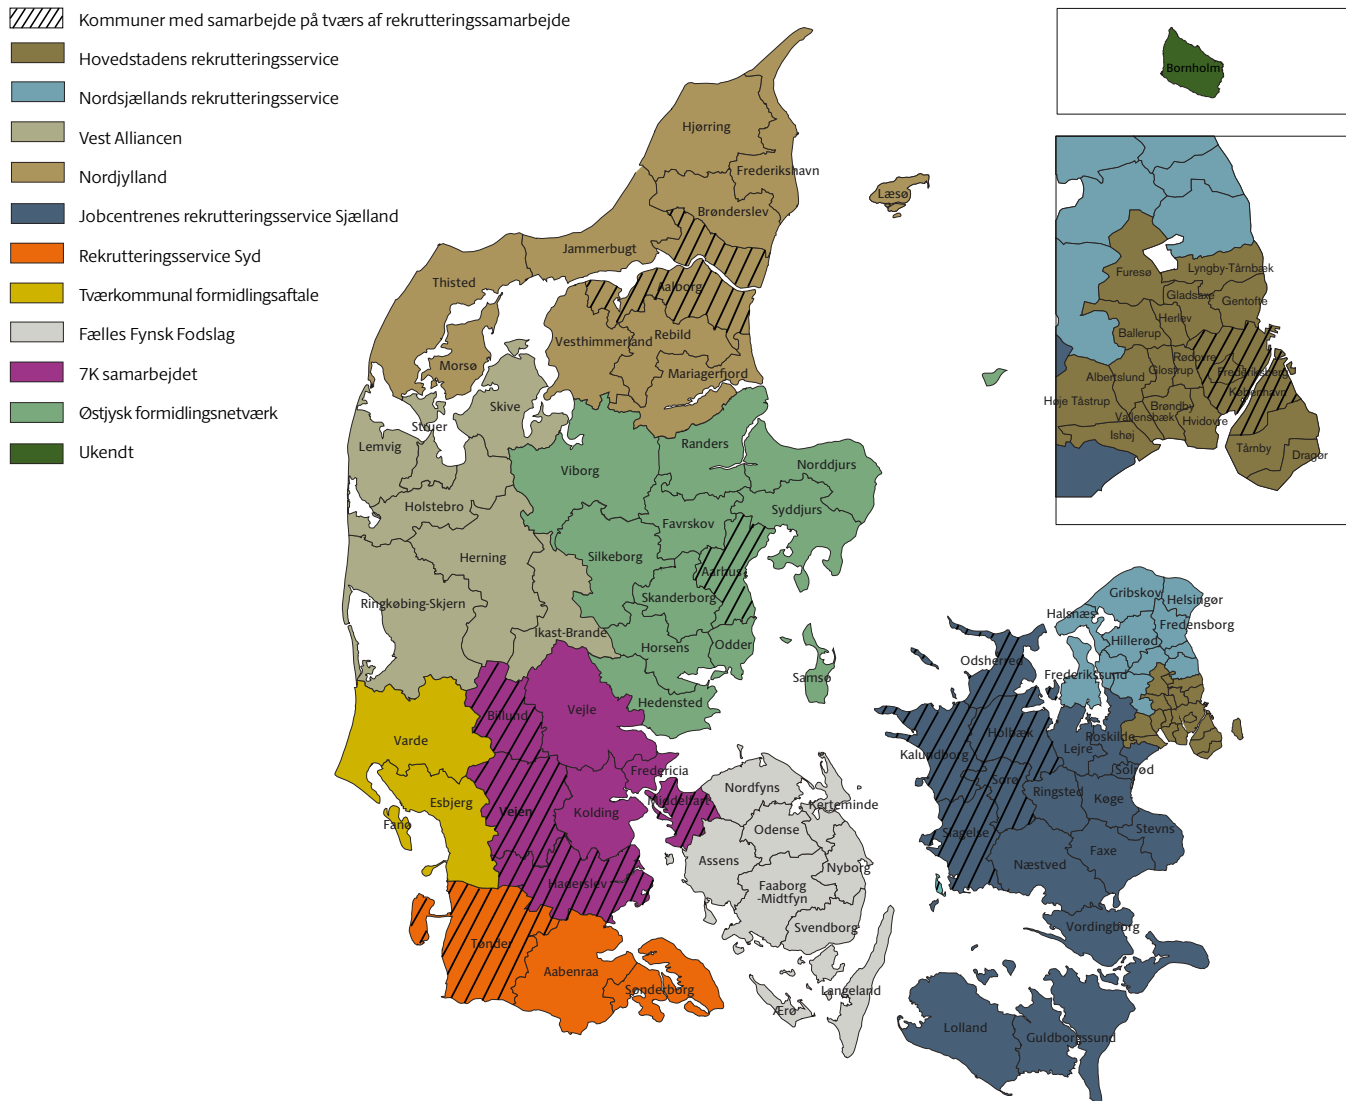 Kommuner med samarbejde på tværs af rekrutteringssamarbejde
Hovedstadens rekrutteringsservice
Nordsjællands rekrutteringsservice
Vest Alliancen
Nordjylland
Jobcentrenes rekrutteringsservice Sjælland
Rekrutteringsservice Syd
Tværkommunal formidlingsaftale
Fælles Fynsk Fodslag
7K samarbejdet
Østjysk formidlingsnetværk
Ukendt
Bornholm
Hjørring
Frederikshavn
Læsø
Brønderslev
Jammerbugt
Thisted
Aalborg
Rebild
Vesthimmerland
Morsø
Mariagerfjord
Skive
Struer
Lemvig
Holstebro
Herning
Ringkøbing-Skjern
Ikast-Brande
Viborg
Randers
Norddjurs
Syddjurs
Favrskov
Silkeborg
Aarhus
Skanderborg
Horsens
Odder
Samsø
Hedensted
Billund
Vejle
Varde
Fredericia
Esbjerg
Vejen
Kolding
Middelfart
Fanø
Haderslev
Tønder
Aabenraa
Sønderborg
Nordfyns
Kerteminde
Odense
Assens
Nyborg
Faaborg
-Midtfyn
Svendborg
Langeland
Ærø
Furesø
Lyngby-Tårnbæk
Gladsaxe
Gentofte
Herlev
Ballerup
Rødovre
Glostrup
Frederiksberg
Albertslund
København
Høje Tåstrup
Brøndby
Vallensbæk
Hvidovre
Ishøj
Tårnby
Dragør
Gribskov
Helsingør
Halsnæs
Fredensborg
Hillerød
Odsherred
Frederikssund
Kalundborg
Holbæk
Roskilde
Lejre
Solrød
Sorø
Ringsted
Køge
Slagelse
Stevns
Faxe
Næstved
Vordingborg
Lolland
Guldborgssund